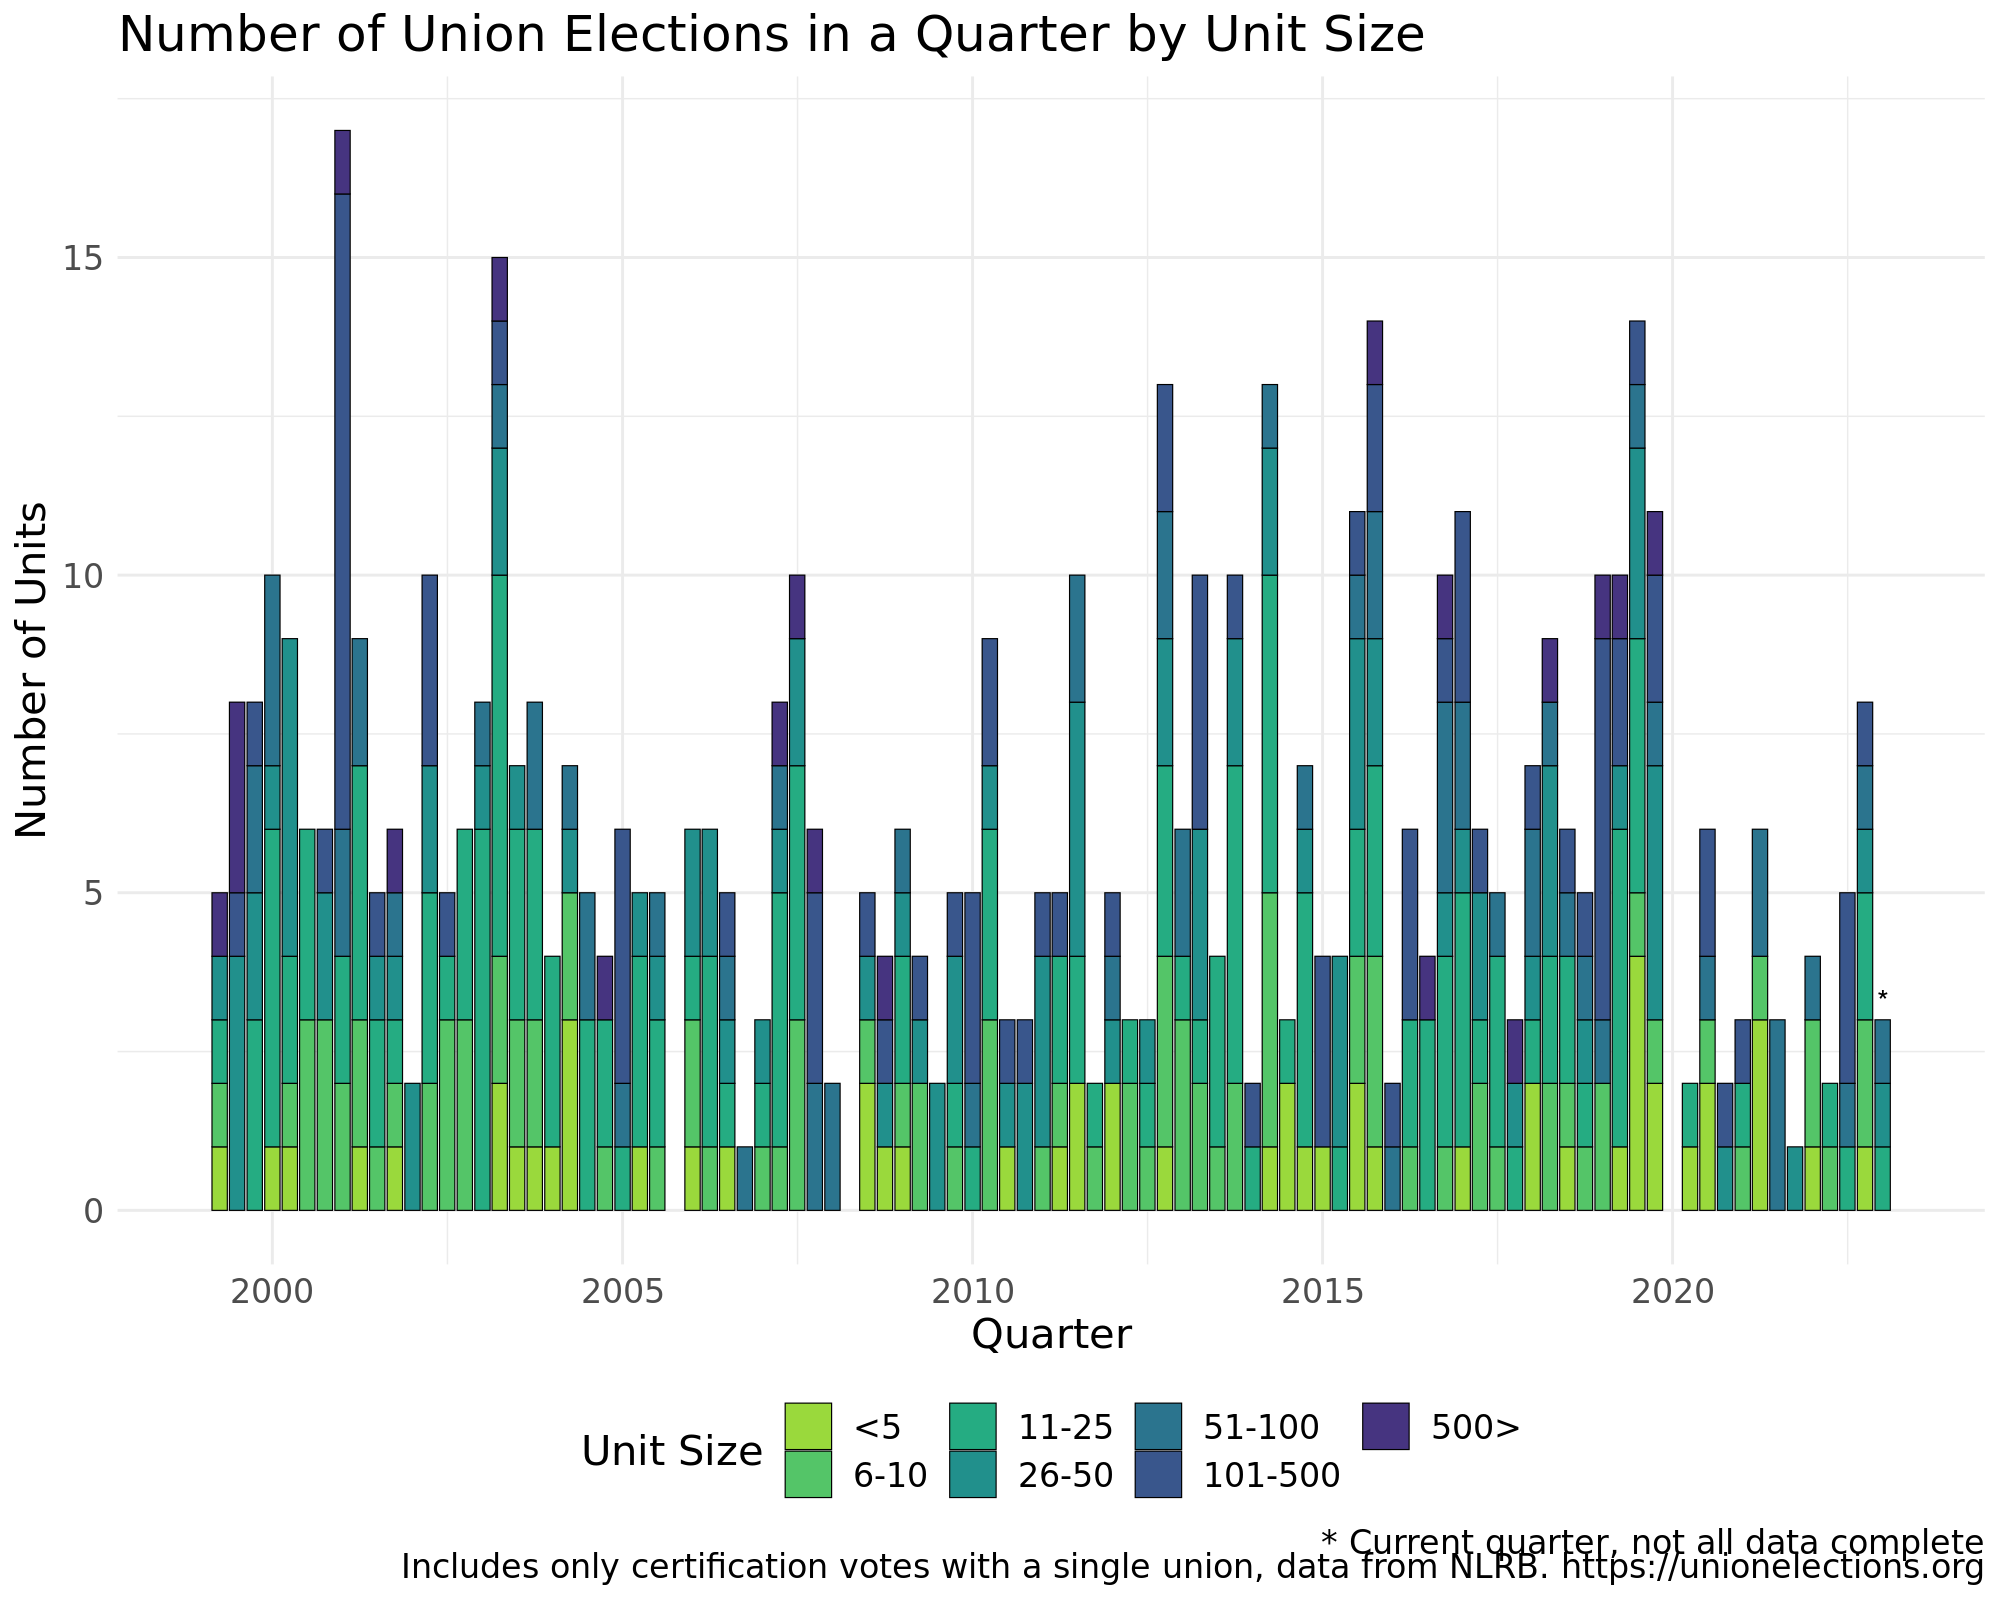 Number of Union Elections in a Quarter by Unit Size
Number of Units
15
10
5
0
*
2000 2005 2010 2015 2020
Quarter
Unit Size
<5 11-25 51-100 500>
6-10 26-50 101-500
* Current quarter, not all data complete
Includes only certification votes with a single union, data from NLRB. https://unionelections.org